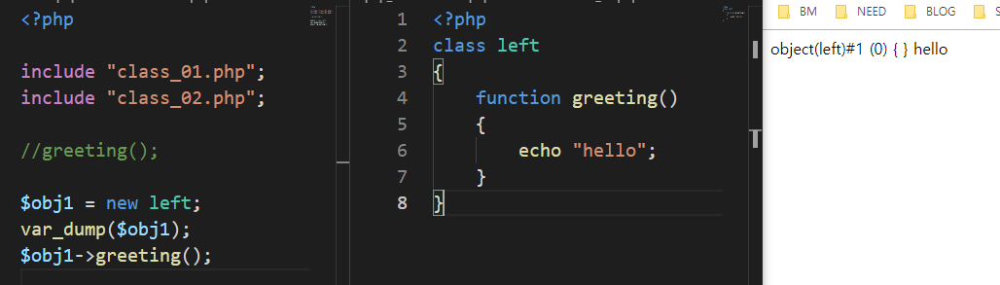 <?php
include "class_01.php";
include "class_02.php";
//greeting();
$obj1 = new left;
var_dump($obj1);
$obj1->greeting();
1 <?php
2 class left
3 {
4 function greeting()
5 {
6 echo "hello";
7 }
8 }
BM NEED BLOG
object(left)#1 (0) { } hello